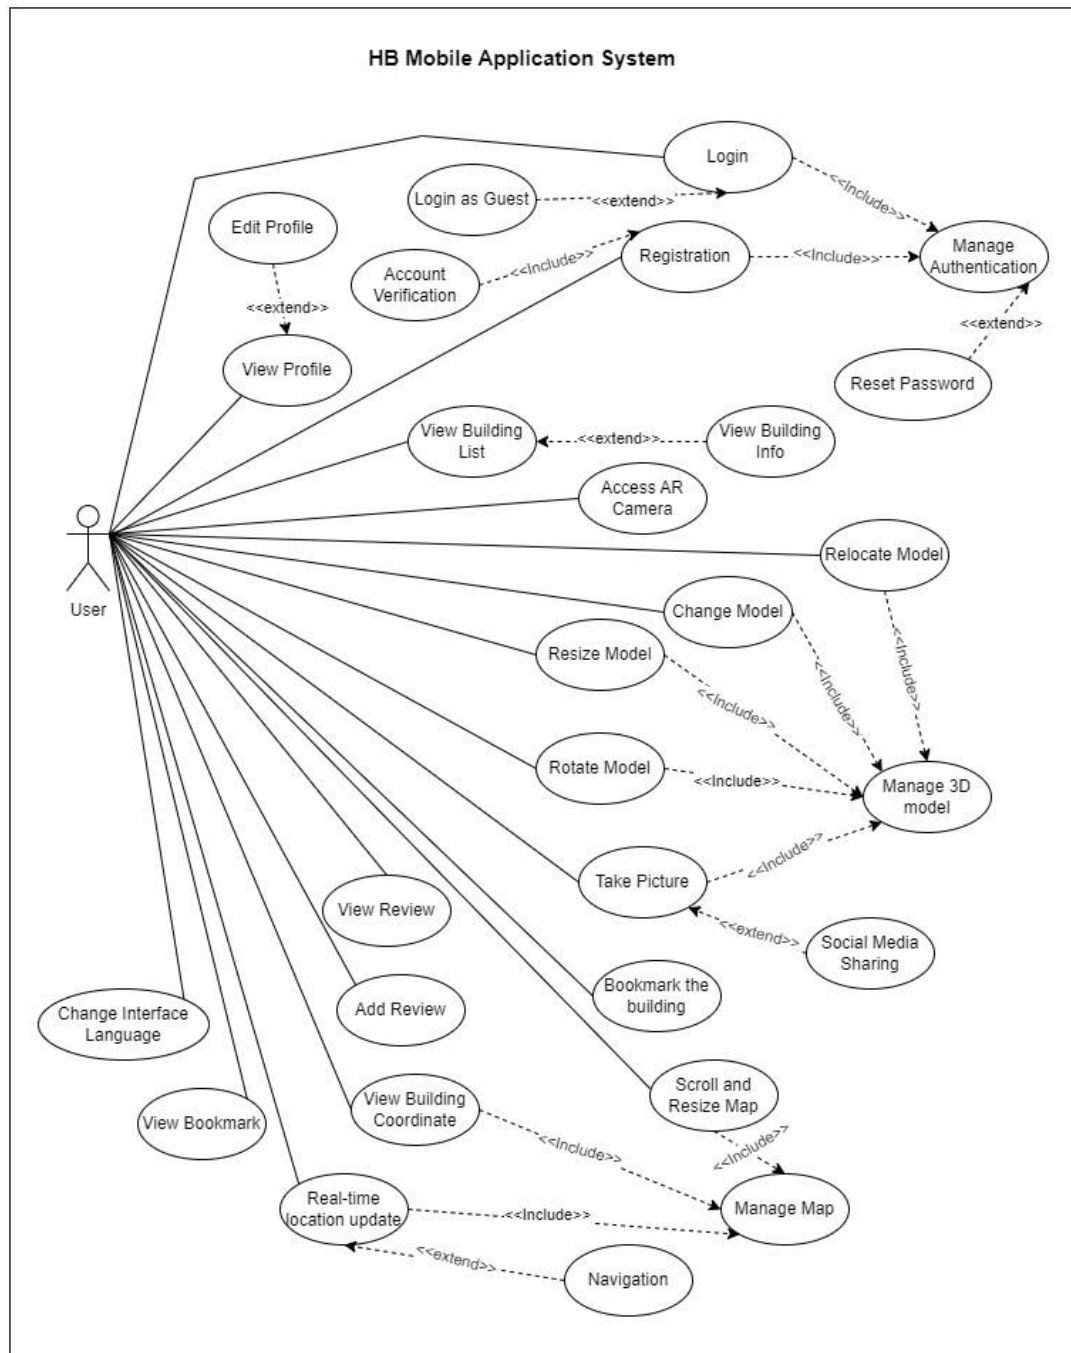 HB Mobile Application System
Login
<<Include>>
Login as Guest
<<extend>>
Edit Profile
Registration
<<Include>>
Manage
Authentication
<<Include>>
Account
Verification
<<extend>>
<<extend>>
View Profile
Reset Password
View Building
List
<<extend>>
View Building
Info
Access AR
Camera
Relocate Model
User
Change Model
<<Include>>
Resize Model
<<Include>>
<<Include>>
Rotate Model
<<Include>>
Manage 3D
model
<<Include>>
Take Picture
View Review
<<extend>>
Social Media
Sharing
Bookmark the
building
Add Review
Change Interface
Language
Scroll and
Resize Map
View Building
Coordinate
View Bookmark
<<Include>>
<<Include>>
Real-time
location update
<<Include>>
Manage Map
<<extend>>
Navigation